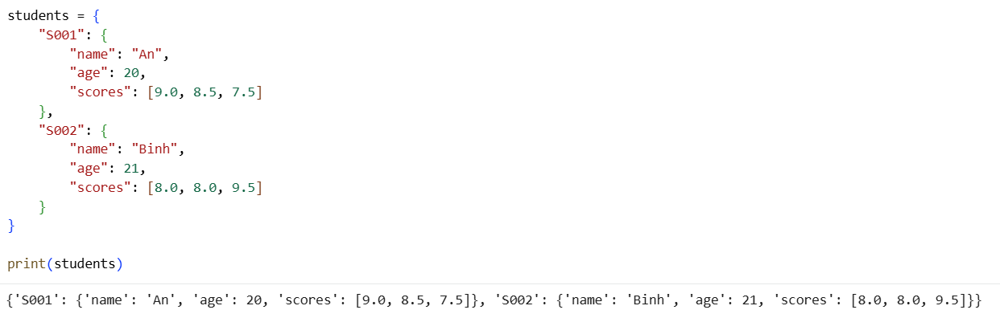 students = {
    "S001": {
        "name": "An",
        "age": 20,
        "scores": [9.0, 8.5, 7.5]
    },
    "S002": {
        "name": "Binh",
        "age": 21,
        "scores": [8.0, 8.0, 9.5]
    }
}
print(students)
{'S001': {'name': 'An', 'age': 20, 'scores': [9.0, 8.5, 7.5]}, 'S002': {'name': 'Binh', 'age': 21, 'scores': [8.0, 8.0, 9.5]}}